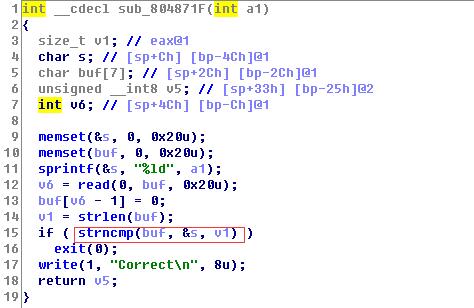 1 int __cdecl sub_804871F(int a1)
2 {
3 size_t v1; // eax@1
4 char s; // [sp+Ch] [bp-4Ch]@1
5 char buf[7]; // [sp+2Ch] [bp-2Ch]@1
6 unsigned __int8 v5; // [sp+33h] [bp-25h]@2
7 int v6; // [sp+4Ch] [bp-Ch]@1
8
9 memset(&s, 0, 0x20u);
10 memset(buf, 0, 0x20u);
11 sprintf(&s, "%ld", a1);
12 v6 = read(0, buf, 0x20u);
13 buf[v6 - 1] = 0;
14 v1 = strlen(buf);
15 if ( strncmp(buf, &s, v1) )
16 exit(0);
17 write(1, "Correct\n", 8u);
18 return v5;
19 }